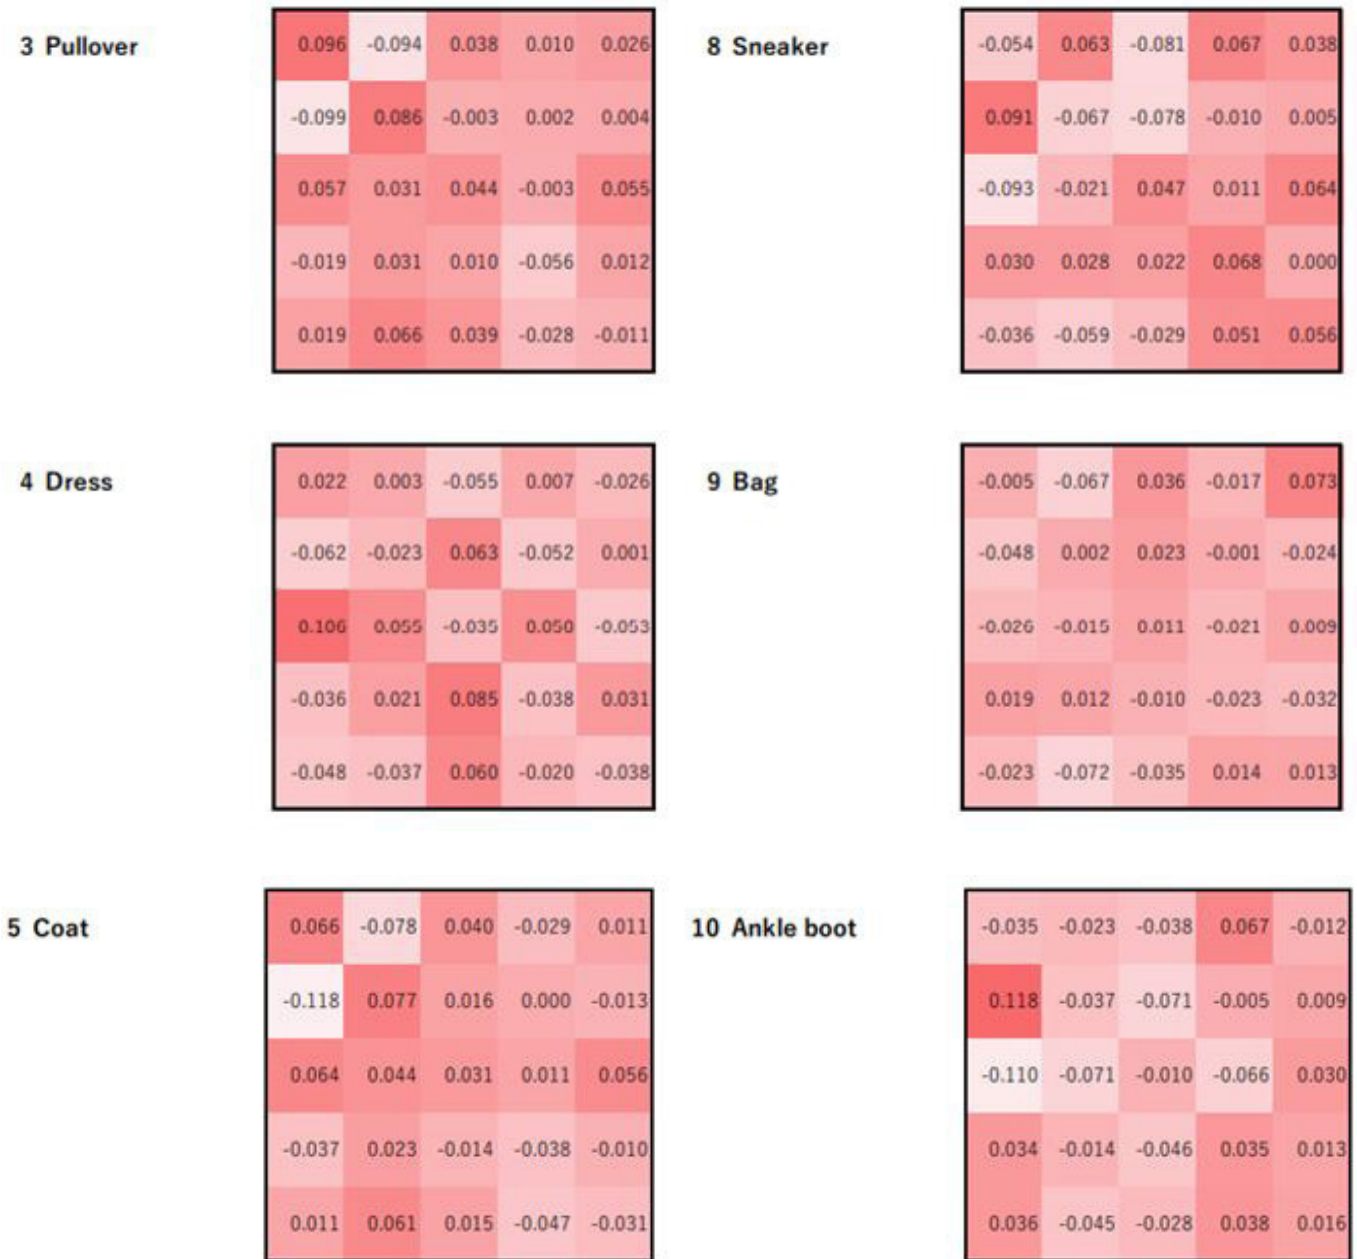 3 Pullover
0.096 -0.094 0.038 0.010 0.026
-0.099 0.086 -0.003 0.002 0.004
0.057 0.031 0.044 -0.003 0.055
-0.019 0.031 0.010 -0.056 0.012
0.019 0.066 0.039 -0.028 -0.011
8 Sneaker
-0.054 0.063 -0.081 0.067 0.038
0.091 -0.067 -0.078 -0.010 0.005
-0.093 -0.021 0.047 0.011 0.064
0.030 0.028 0.022 0.068 0.000
-0.036 -0.059 -0.029 0.051 0.056
4 Dress
0.022 0.003 -0.055 0.007 -0.026
-0.062 -0.023 0.063 -0.052 0.001
0.106 0.055 -0.035 0.050 -0.053
-0.036 0.021 0.085 -0.038 0.031
-0.048 -0.037 0.060 -0.020 -0.038
9 Bag
-0.005 -0.067 0.036 -0.017 0.073
-0.048 0.002 0.023 -0.001 -0.024
-0.026 -0.015 0.011 -0.021 0.009
0.019 0.012 -0.010 -0.023 -0.032
-0.023 -0.072 -0.035 0.014 0.013
5 Coat
0.066 -0.078 0.040 -0.029 0.011
-0.118 0.077 0.016 0.000 -0.013
0.064 0.044 0.031 0.011 0.056
-0.037 0.023 -0.014 -0.038 -0.010
0.011 0.061 0.015 -0.047 -0.031
10 Ankle boot
-0.035 -0.023 -0.038 0.067 -0.012
0.118 -0.037 -0.071 -0.005 0.009
-0.110 -0.071 -0.010 -0.066 0.030
0.034 -0.014 -0.046 0.035 0.013
0.036 -0.045 -0.028 0.038 0.016